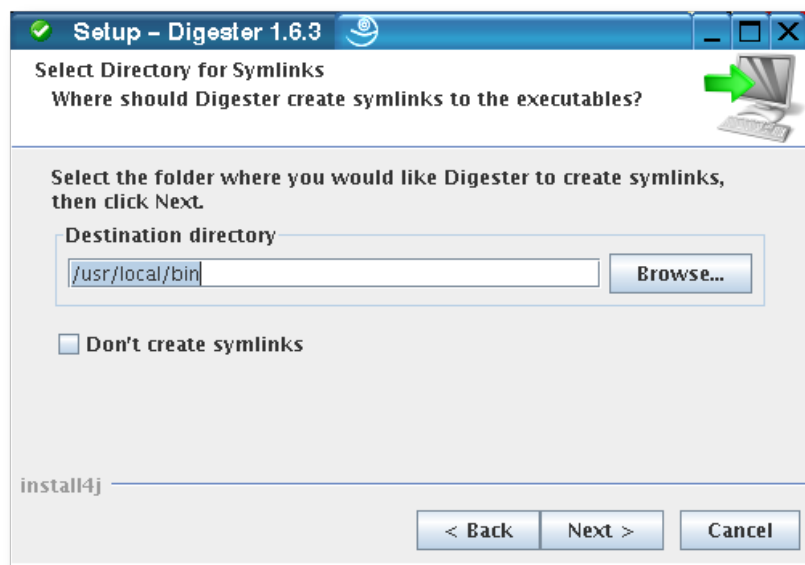 Setup – Digester 1.6.3
Select Directory for Symlinks
Where should Digester create symlinks to the executables?
Select the folder where you would like Digester to create symlinks,
then click Next.
Destination directory
/usr/local/bin
Browse...
Don't create symlinks
install4j
< Back
Next >
Cancel